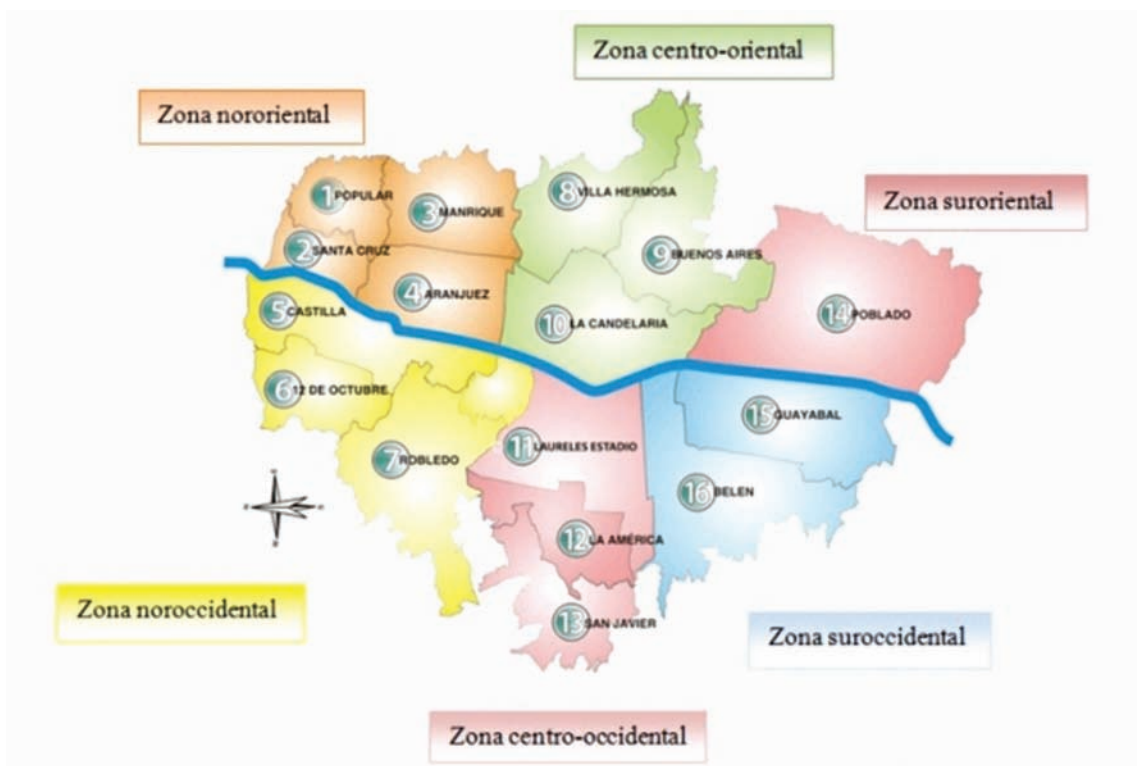 Zona centro-oriental
Zona nororiental
Zona suroriental
1 POPULAR
3 MANRIQUE
8 VILLA HERMOSA
2 SANTA CRUZ
9 BUENOS AIRES
4 ARANJUEZ
5 CASTILLA
10 LA CANDELARIA
14 POBLADO
6 12 DE OCTUBRE
15 GUAYABAL
7 ROBLEDO
11 LAURELES ESTADIO
16 BELEN
12 LA AMÉRICA
13 SAN JAVIER
Zona noroccidental
Zona suroccidental
Zona centro-occidental